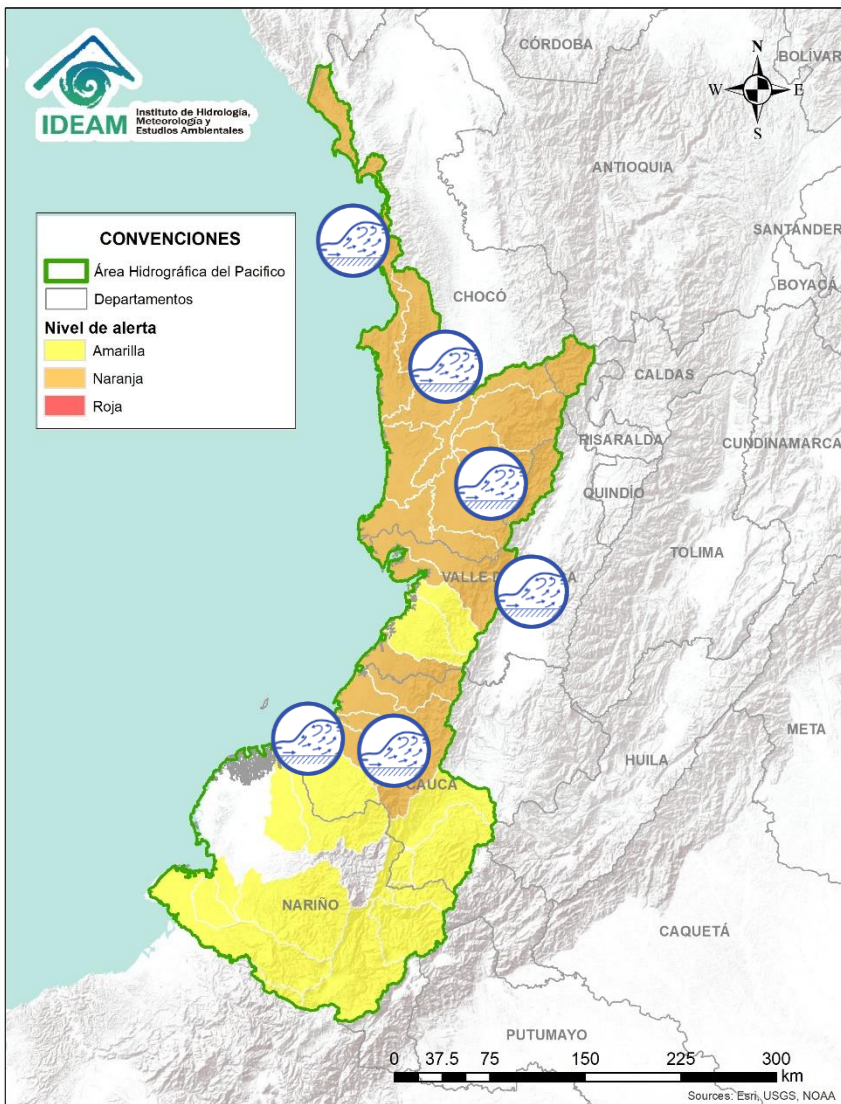 IDEAM
Instituto de Hidrología,
Meteorología y
Estudios Ambientales
N
W
E
S
CONVENCIONES
Área Hidrográfica del Pacifico
Departamentos
Nivel de alerta
Amarilla
Naranja
Roja
CÓRDOBA
BOLÍVAR
ANTIOQUIA
SANTANDER
BOYACÁ
CHOCÓ
CALDAS
RISARALDA
CUNDINAMARCA
QUINDÍO
TOLIMA
VALLE D
A
META
HUILA
CAUCA
NARIÑO
CAQUETÁ
PUTUMAYO
0 37.5 75 150 225 300
km
Sources: Esri, USGS, NOAA